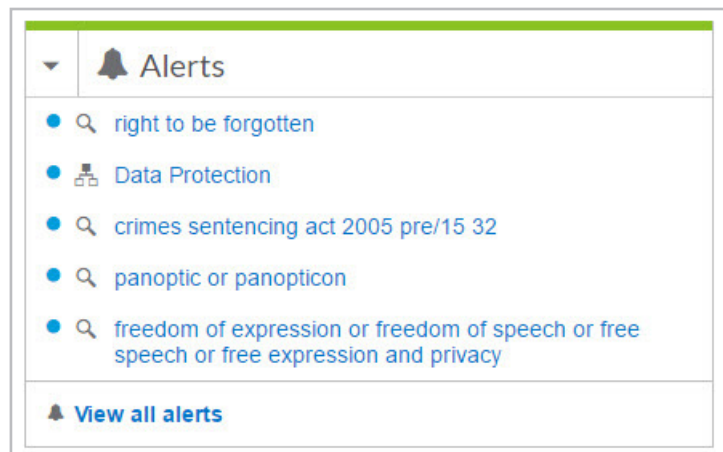 Alerts
right to be forgotten
Data Protection
crimes sentencing act 2005 pre/15 32
panoptic or panopticon
freedom of expression or freedom of speech or free
speech or free expression and privacy
View all alerts